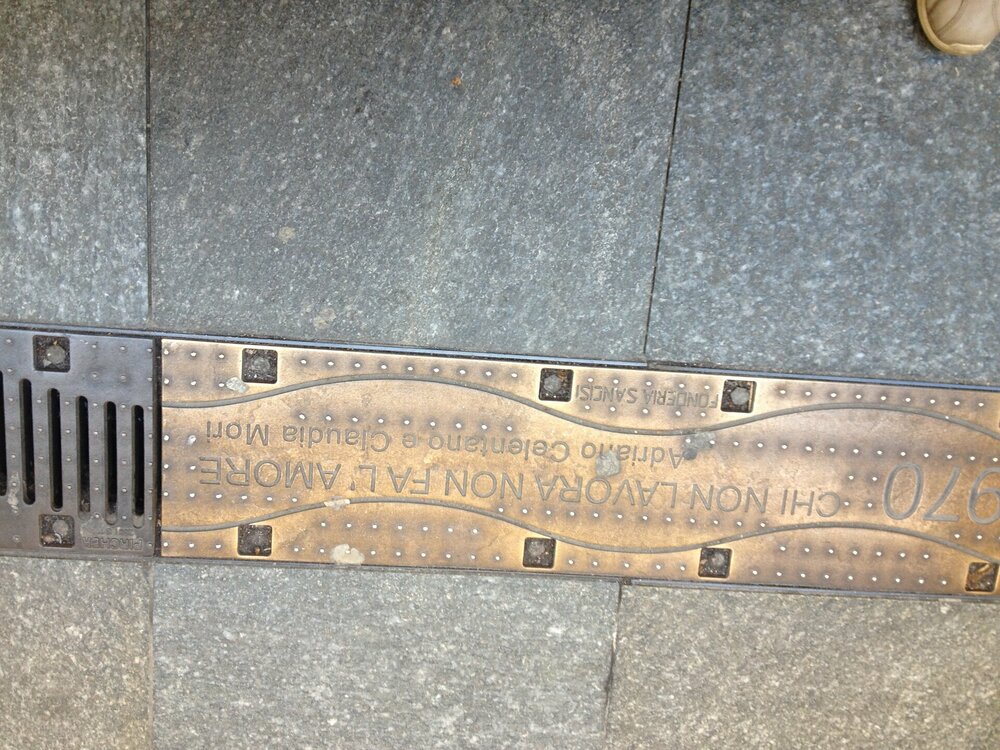 970
CHI NON LAVORA NON FA L'AMORE
Adriano Celentano e Claudia Mori
FONDERIA SANCISI